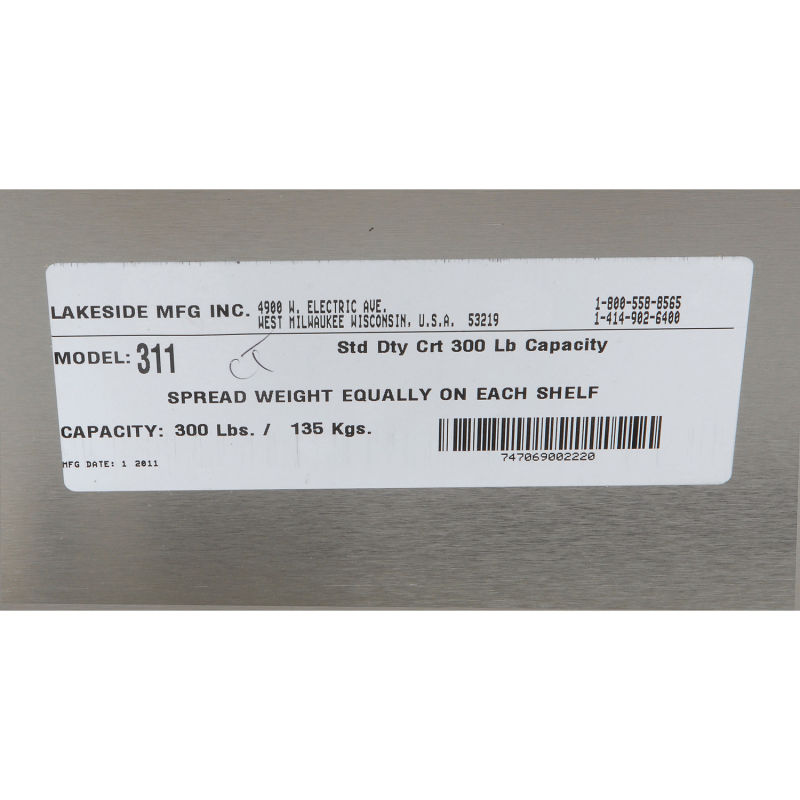 LAKESIDE MFG INC. 4900 W. ELECTRIC AVE. 1-800-558-8565
WEST MILWAUKEE WISCONSIN, U.S.A. 53219 1-414-902-6400
MODEL: 311 CT Std Dty Crt 300 Lb Capacity
SPREAD WEIGHT EQUALLY ON EACH SHELF
CAPACITY: 300 Lbs. / 135 Kgs.
747069002220
MFG DATE: 1 2011